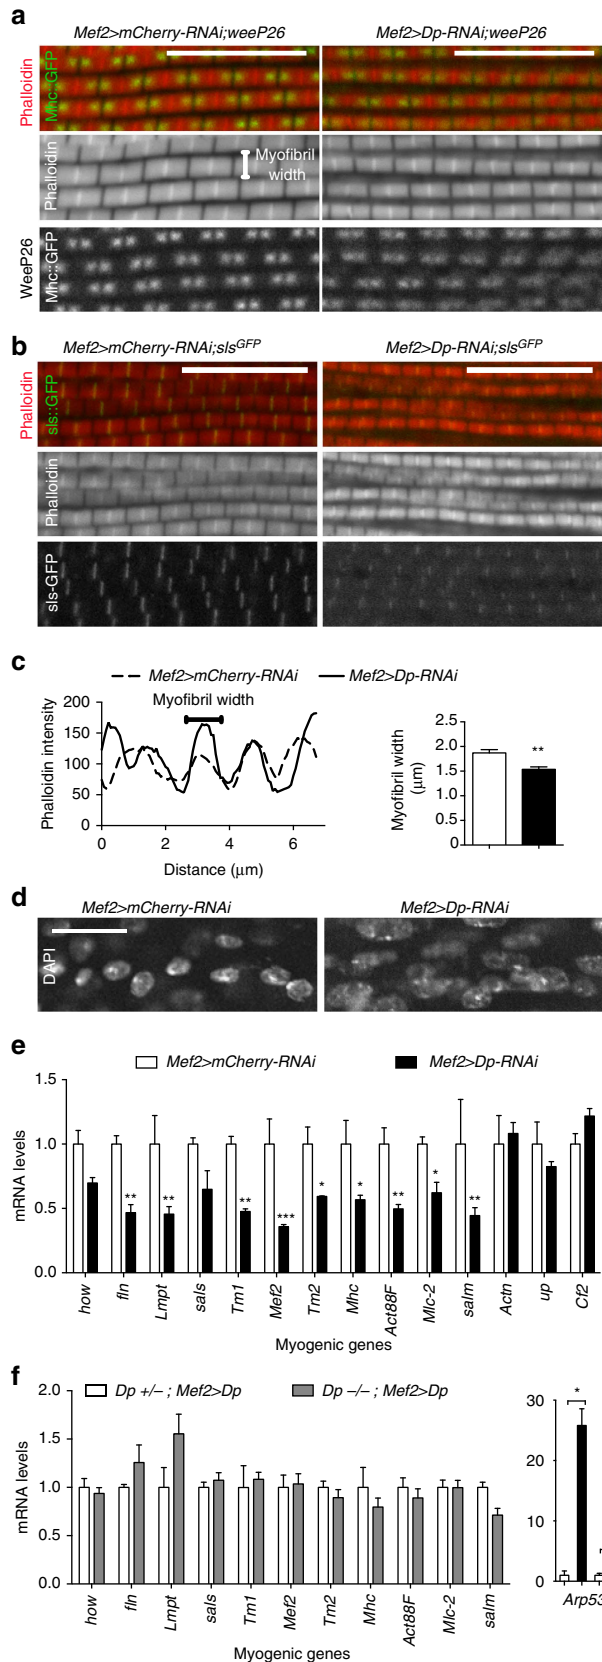 a
Mef2>mCherry-RNAi;weeP26
Mef2>Dp-RNAi;weeP26
Phalloidin
Mhc::GFP
Phalloidin
Myofibril
width
WeeP26
Mhc::GFP
b
Mef2>mCherry-RNAi;slsGFP
Mef2>Dp-RNAi;slsGFP
Phalloidin
sls::GFP
Phalloidin
sls-GFP
c
Mef2>mCherry-RNAi
Mef2>Dp-RNAi
Myofibril width
Phalloidin intensity
200
150
100
50
0
0 2 4 6
Distance (μm)
Myofibril width
(μm)
2.5
2.0
1.5
1.0
0.5
0
**
d
Mef2>mCherry-RNAi
Mef2>Dp-RNAi
DAPI
e
Mef2>mCherry-RNAi
Mef2>Dp-RNAi
mRNA levels
1.5
1.0
0.5
0.0
** ** ** *** * * ** * **
how fln Lmpt sals Tm1 Mef2 Tm2 Mhc Act88F Mlc-2 salm Actn up Cf2
Myogenic genes
f
Dp +/– ; Mef2>Dp
Dp –/– ; Mef2>Dp
mRNA levels
2.0
1.5
1.0
0.5
0.0
how fln Lmpt sals Tm1 Mef2 Tm2 Mhc Act88F Mlc-2 salm
Myogenic genes
30
20
10
0
*
Arp53